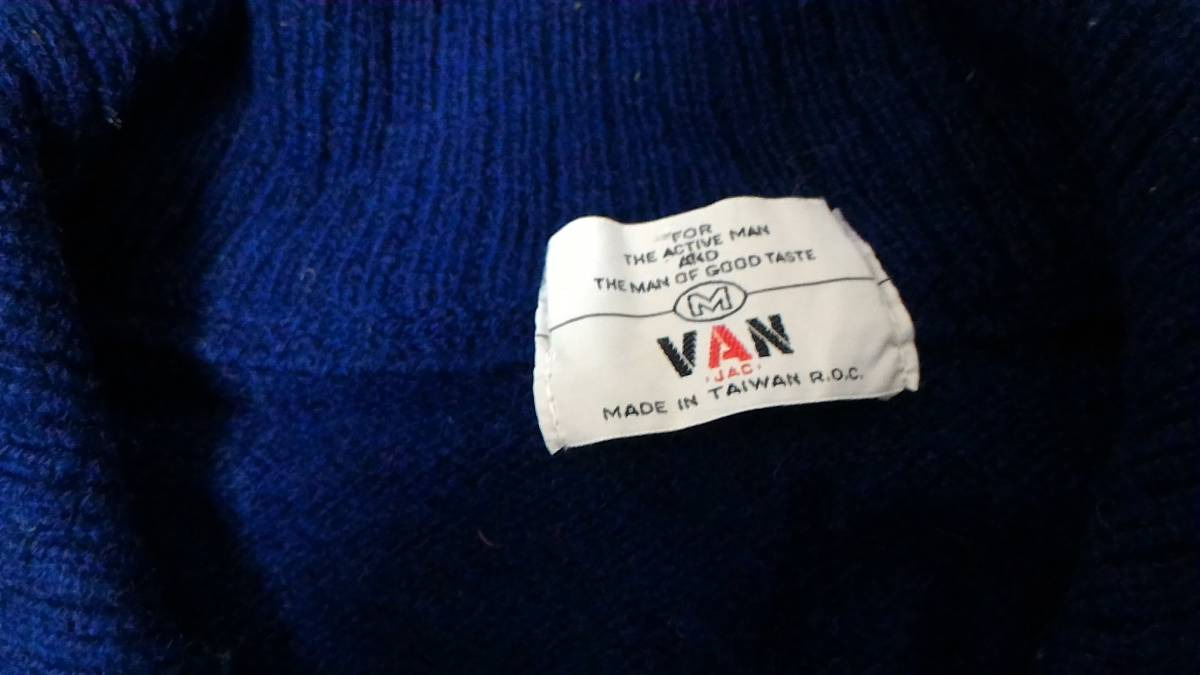 FOR
THE ACTIVE MAN
AND
THE MAN OF GOOD TASTE
M
VAN
"JAC"
MADE IN TAIWAN R.O.C.